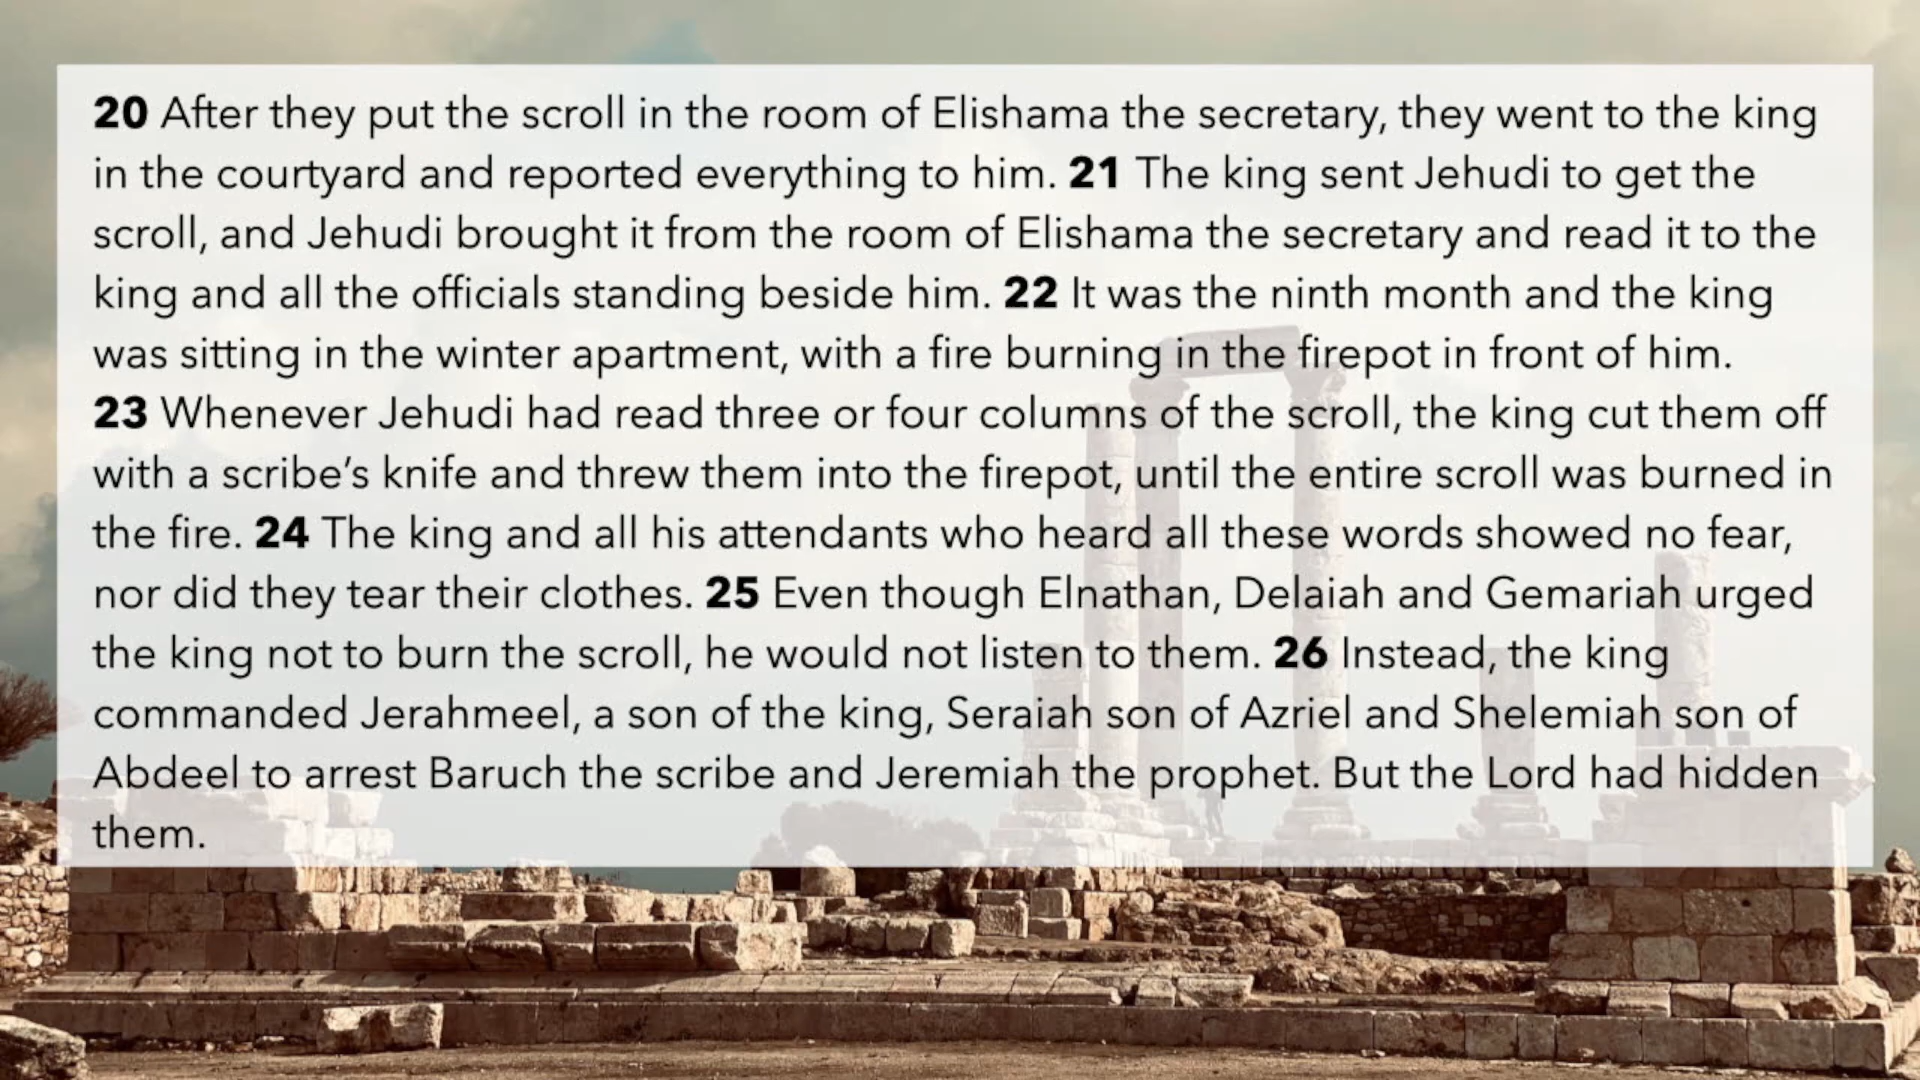 20 After they put the scroll in the room of Elishama the secretary, they went to the king
in the courtyard and reported everything to him. 21 The king sent Jehudi to get the
scroll, and Jehudi brought it from the room of Elishama the secretary and read it to the
king and all the officials standing beside him. 22 It was the ninth month and the king
was sitting in the winter apartment, with a fire burning in the firepot in front of him.
23 Whenever Jehudi had read three or four columns of the scroll, the king cut them off
with a scribe’s knife and threw them into the firepot, until the entire scroll was burned in
the fire. 24 The king and all his attendants who heard all these words showed no fear,
nor did they tear their clothes. 25 Even though Elnathan, Delaiah and Gemariah urged
the king not to burn the scroll, he would not listen to them. 26 Instead, the king
commanded Jerahmeel, a son of the king, Seraiah son of Azriel and Shelemiah son of
Abdeel to arrest Baruch the scribe and Jeremiah the prophet. But the Lord had hidden
them.